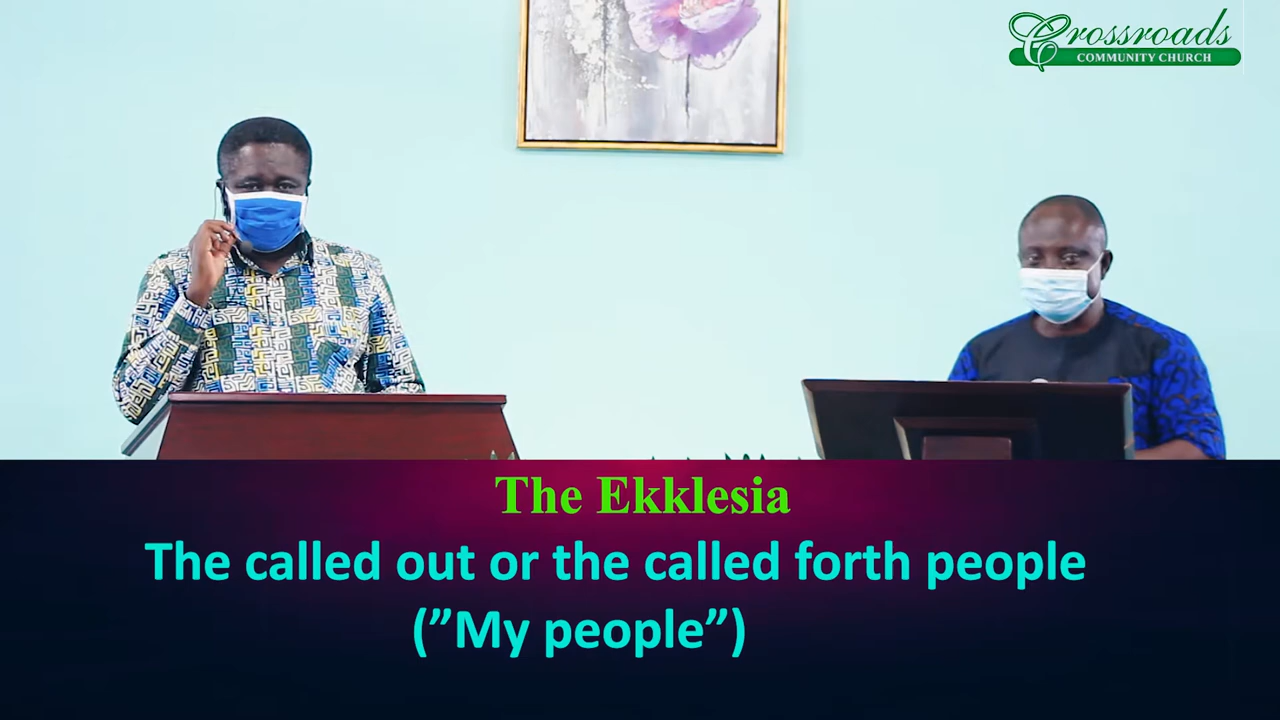 Crossroads
COMMUNITY CHURCH
The Ekklesia
The called out or the called forth people
(”My people”)